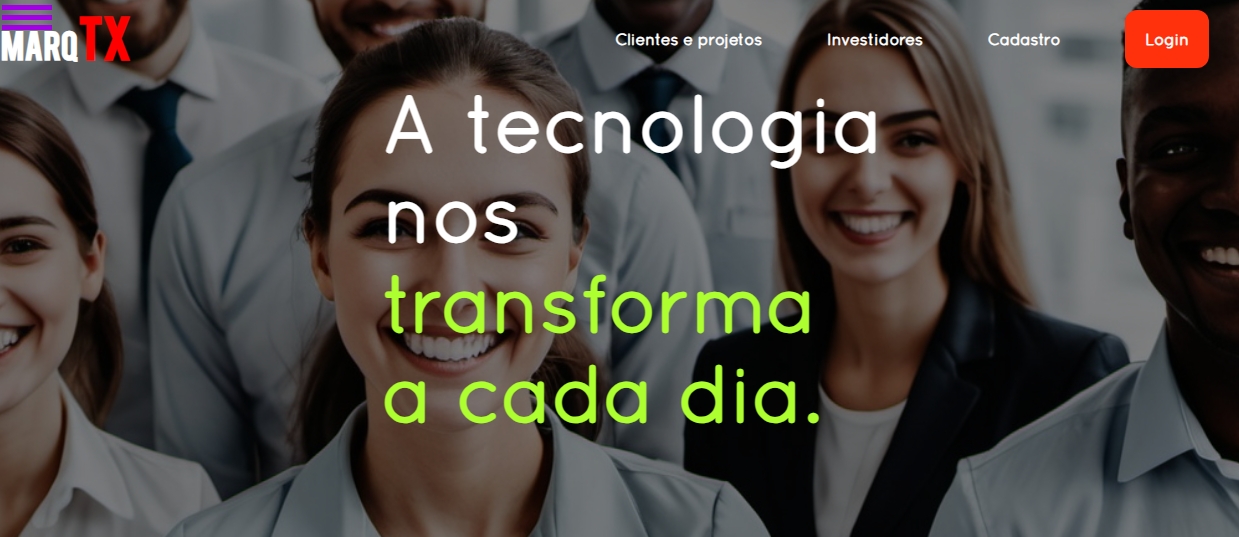 MARQTX
Clientes e projetos
Investidores
Cadastro
Login
A tecnologia
nos
transforma
a cada dia.